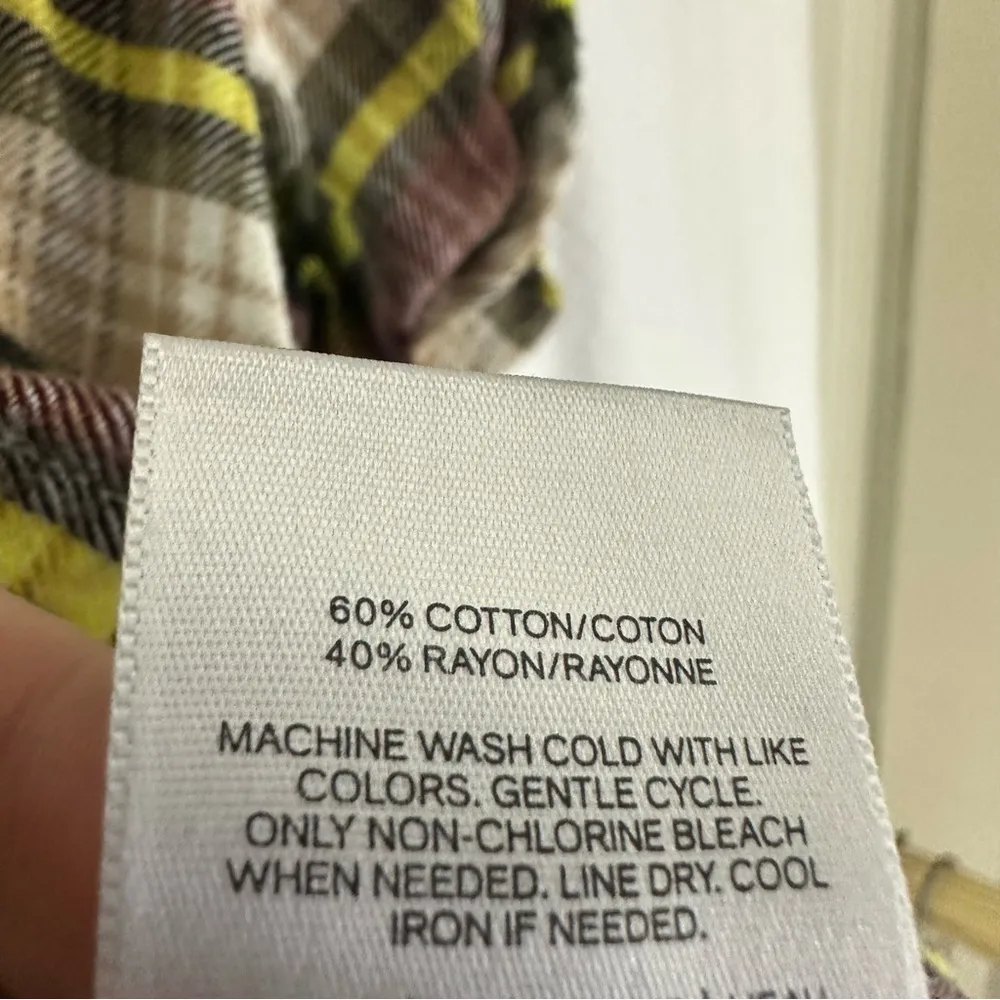 60% COTTON/COTON
40% RAYON/RAYONNE
MACHINE WASH COLD WITH LIKE
COLORS. GENTLE CYCLE.
ONLY NON-CHLORINE BLEACH
WHEN NEEDED. LINE DRY. COOL
IRON IF NEEDED.